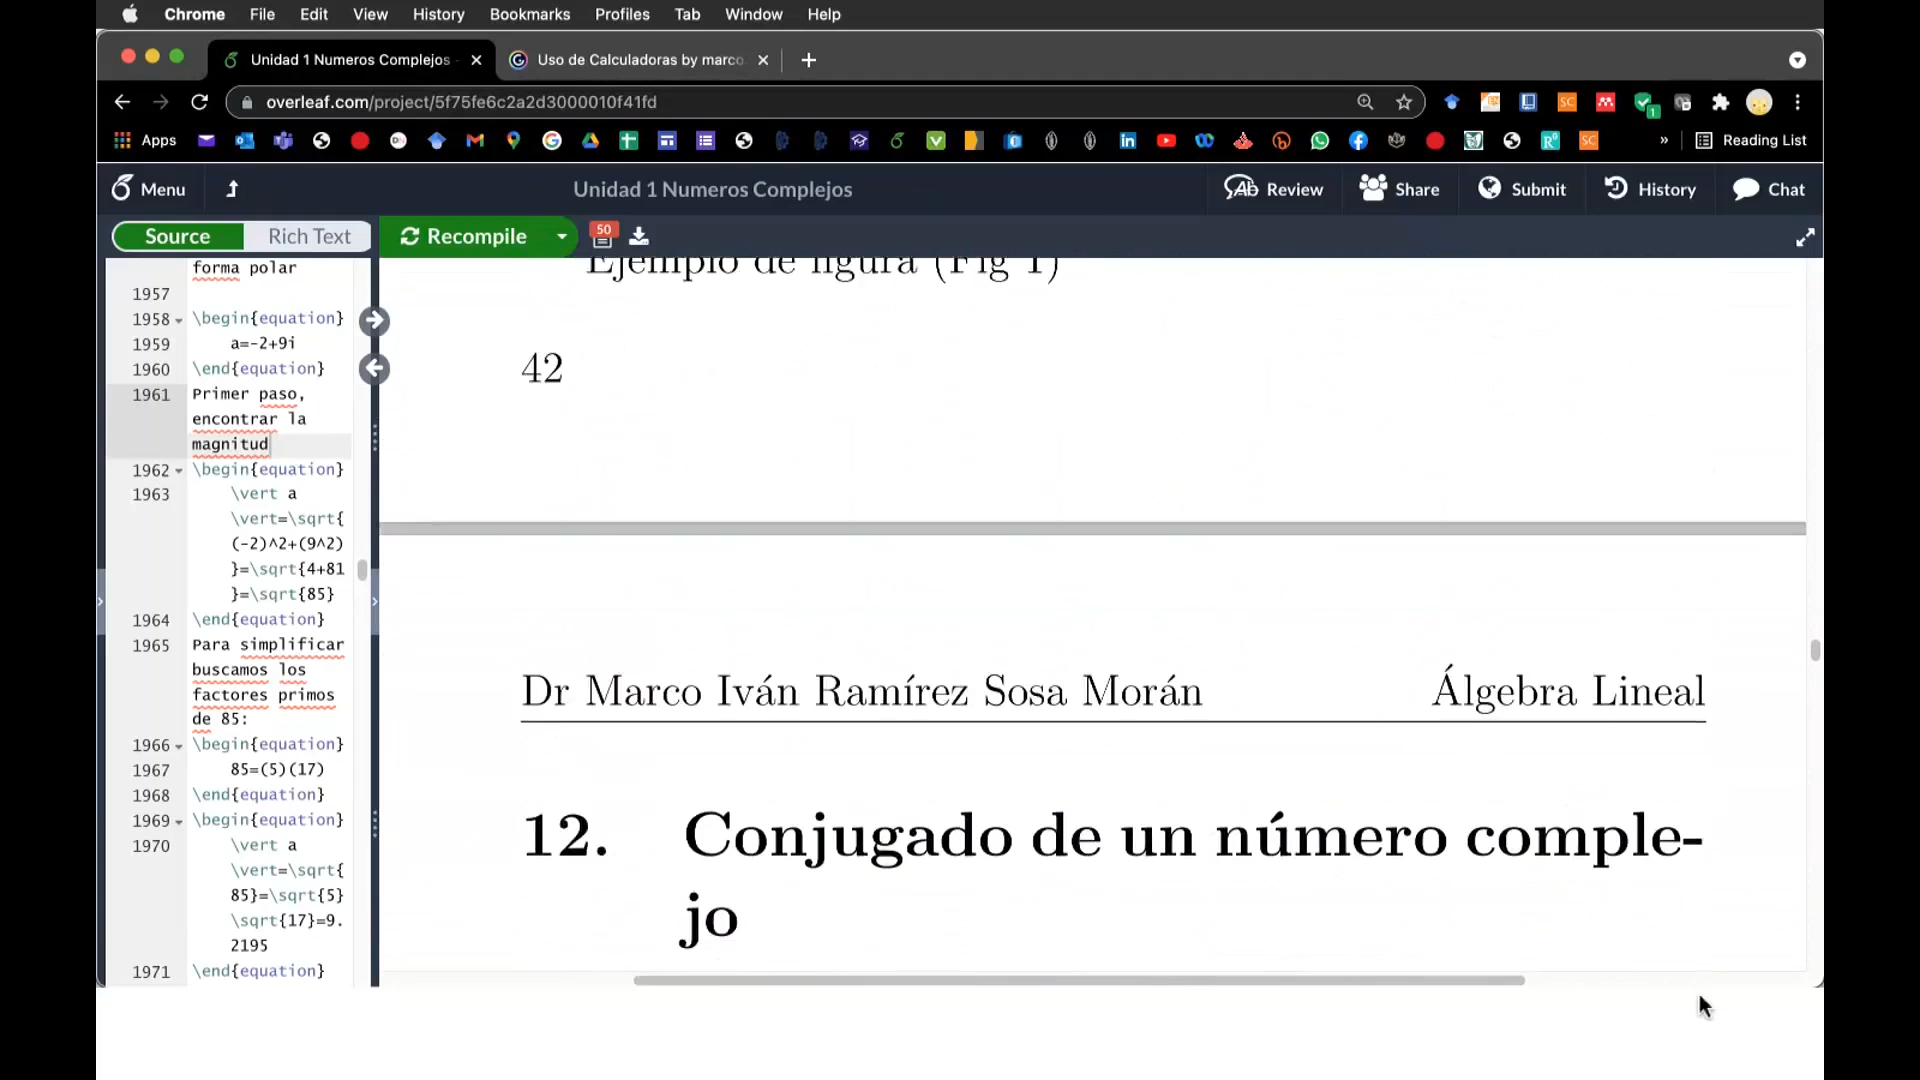 Chrome File Edit View History Bookmarks Profiles Tab Window Help
Unidad 1 Numeros Complejos
Uso de Calculadoras by marco
overleaf.com/project/5f75fe6c2a2d3000010f41fd
Apps
Reading List
Menu
Unidad 1 Numeros Complejos
Review
Share
Submit
History
Chat
Source
Rich Text
Recompile
50
forma polar
1957
1958 \begin{equation}
1959 a=-2+9i
1960 \end{equation}
1961 Primer paso,
encontrar la
magnitud
1962 \begin{equation}
1963 \vert a
\vert=\sqrt{
(-2)^2+(9^2)
}=\sqrt{4+81
}=\sqrt{85}
1964 \end{equation}
1965 Para simplificar
buscamos los
factores primos
de 85:
1966 \begin{equation}
1967 85=(5)(17)
1968 \end{equation}
1969 \begin{equation}
1970 \vert a
\vert=\sqrt{
85}=\sqrt{5}
\sqrt{17}=9.
2195
1971 \end{equation}
Ejemplo de figura (Fig 1)
42
Dr Marco Iván Ramírez Sosa Morán
Álgebra Lineal
12. Conjugado de un número comple-
jo